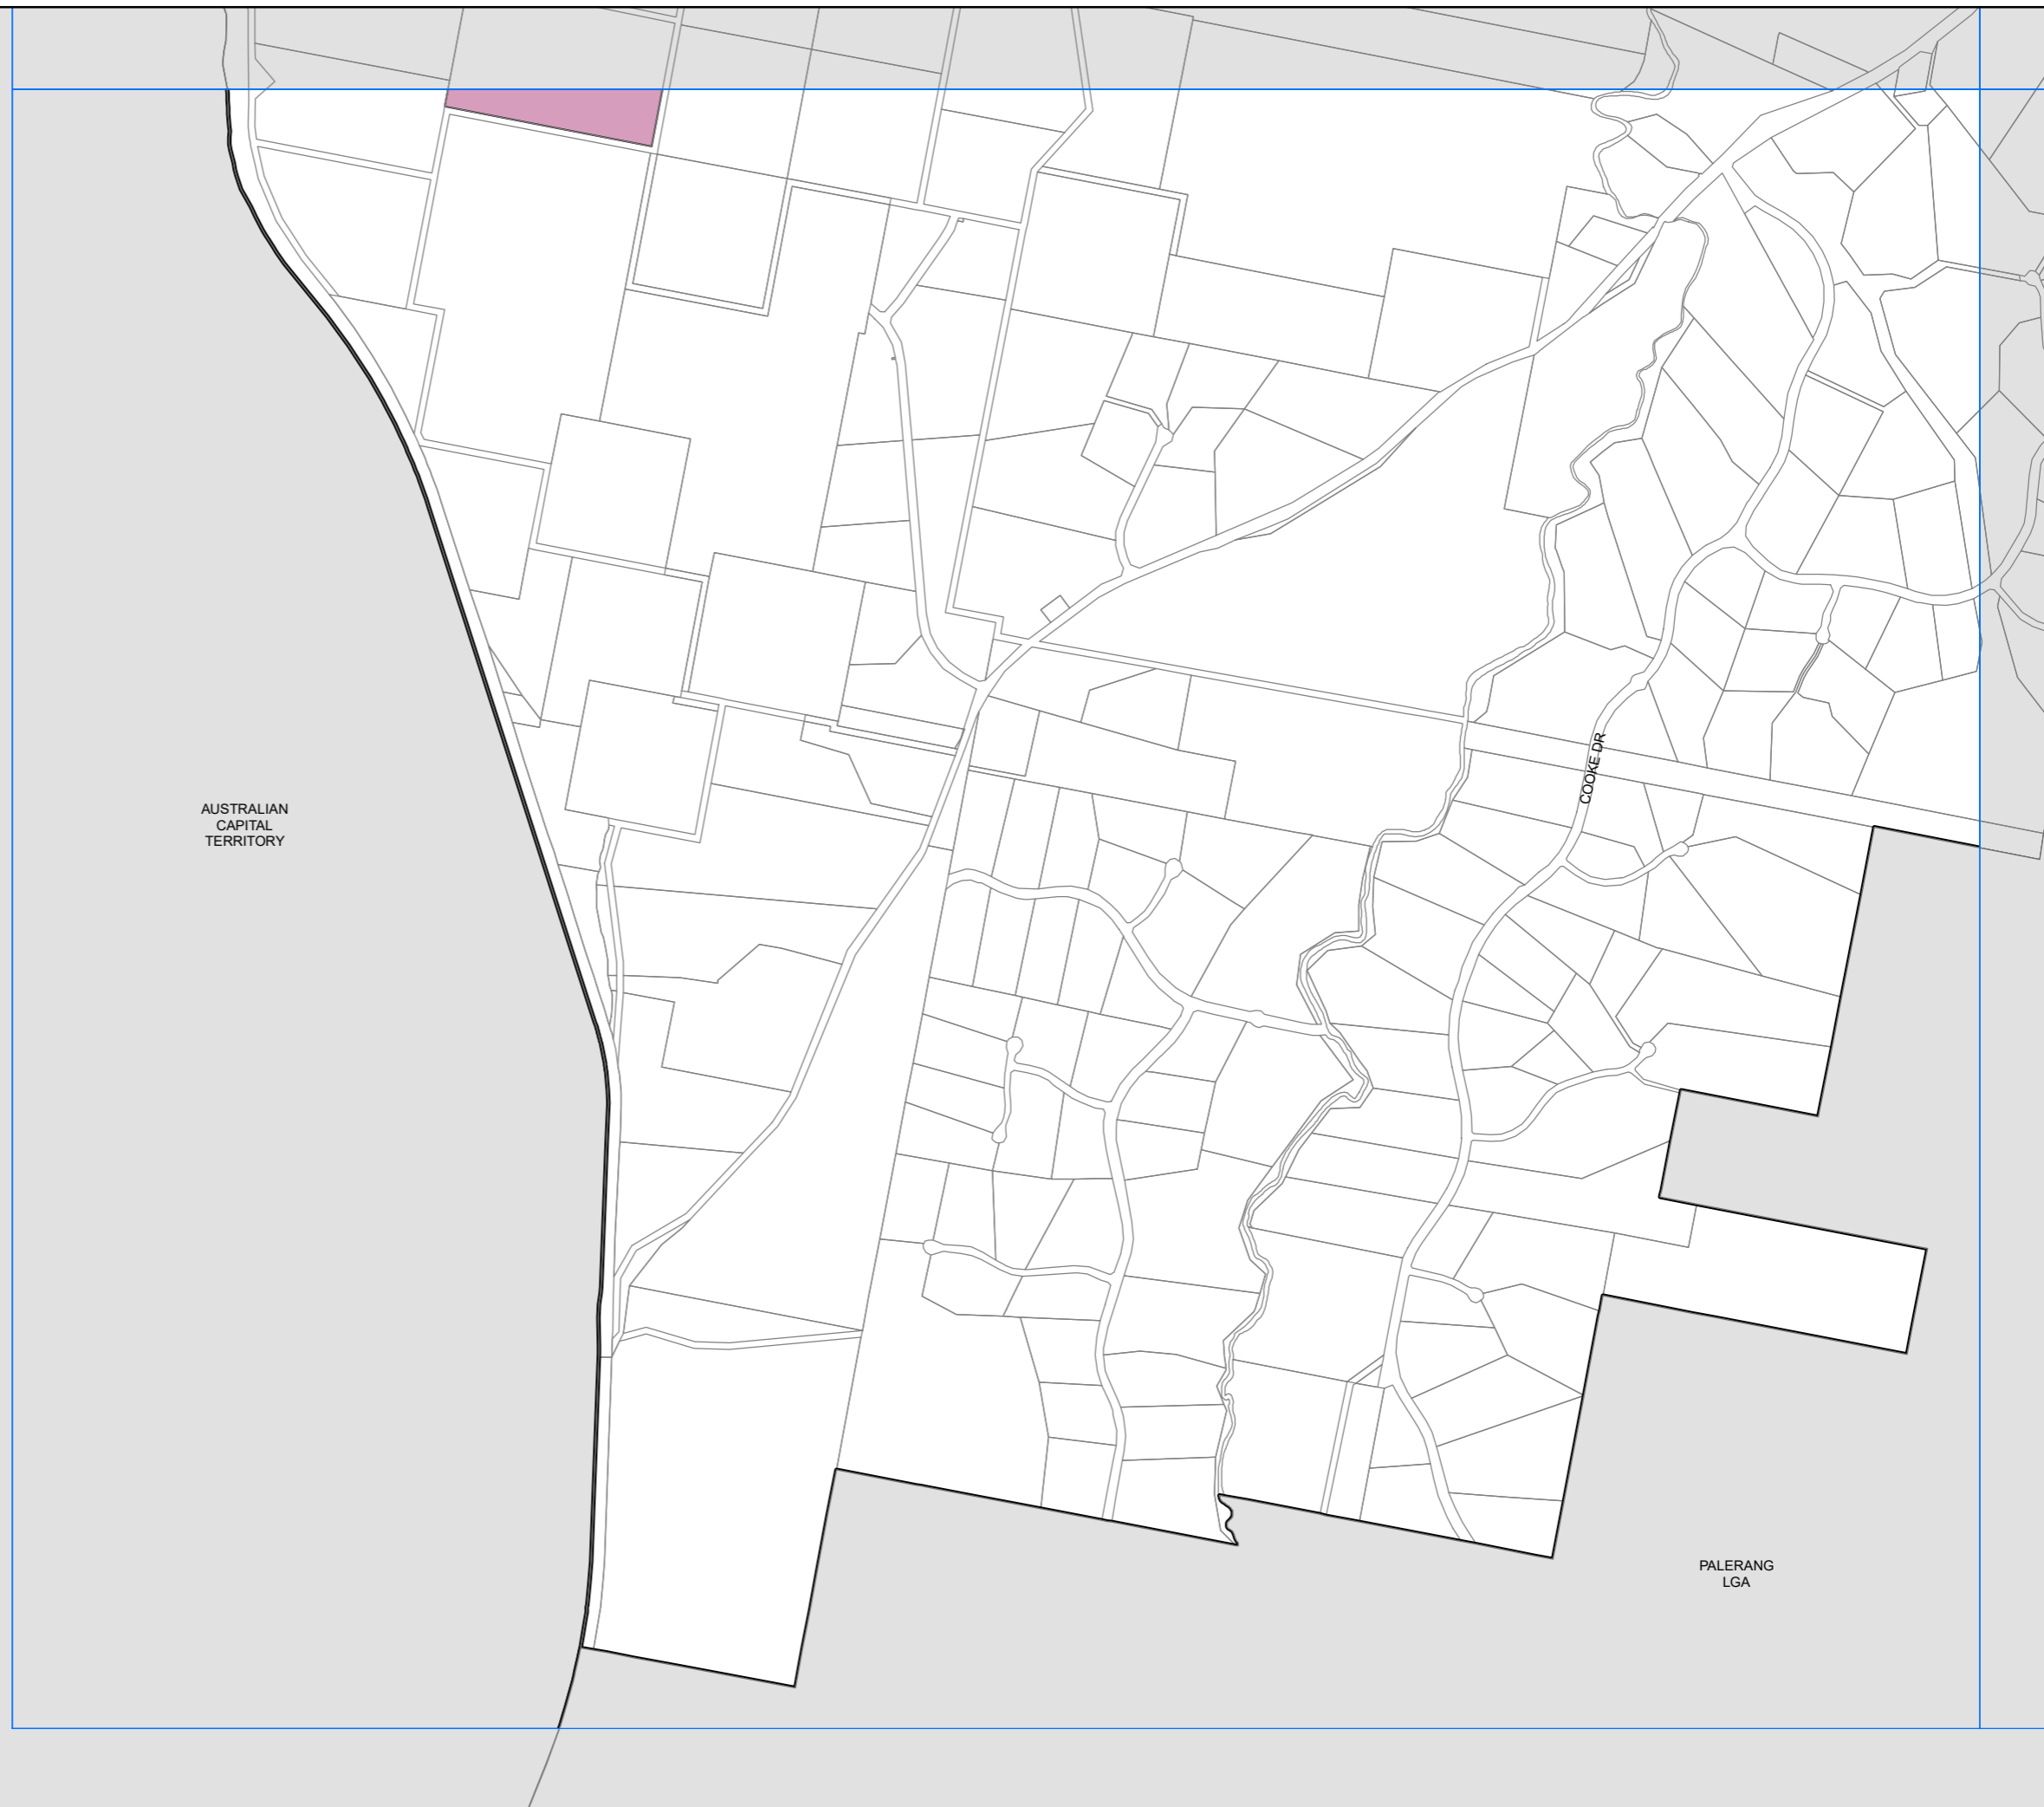 COOKE DR
AUSTRALIAN
CAPITAL
TERRITORY
PALERANG
LGA